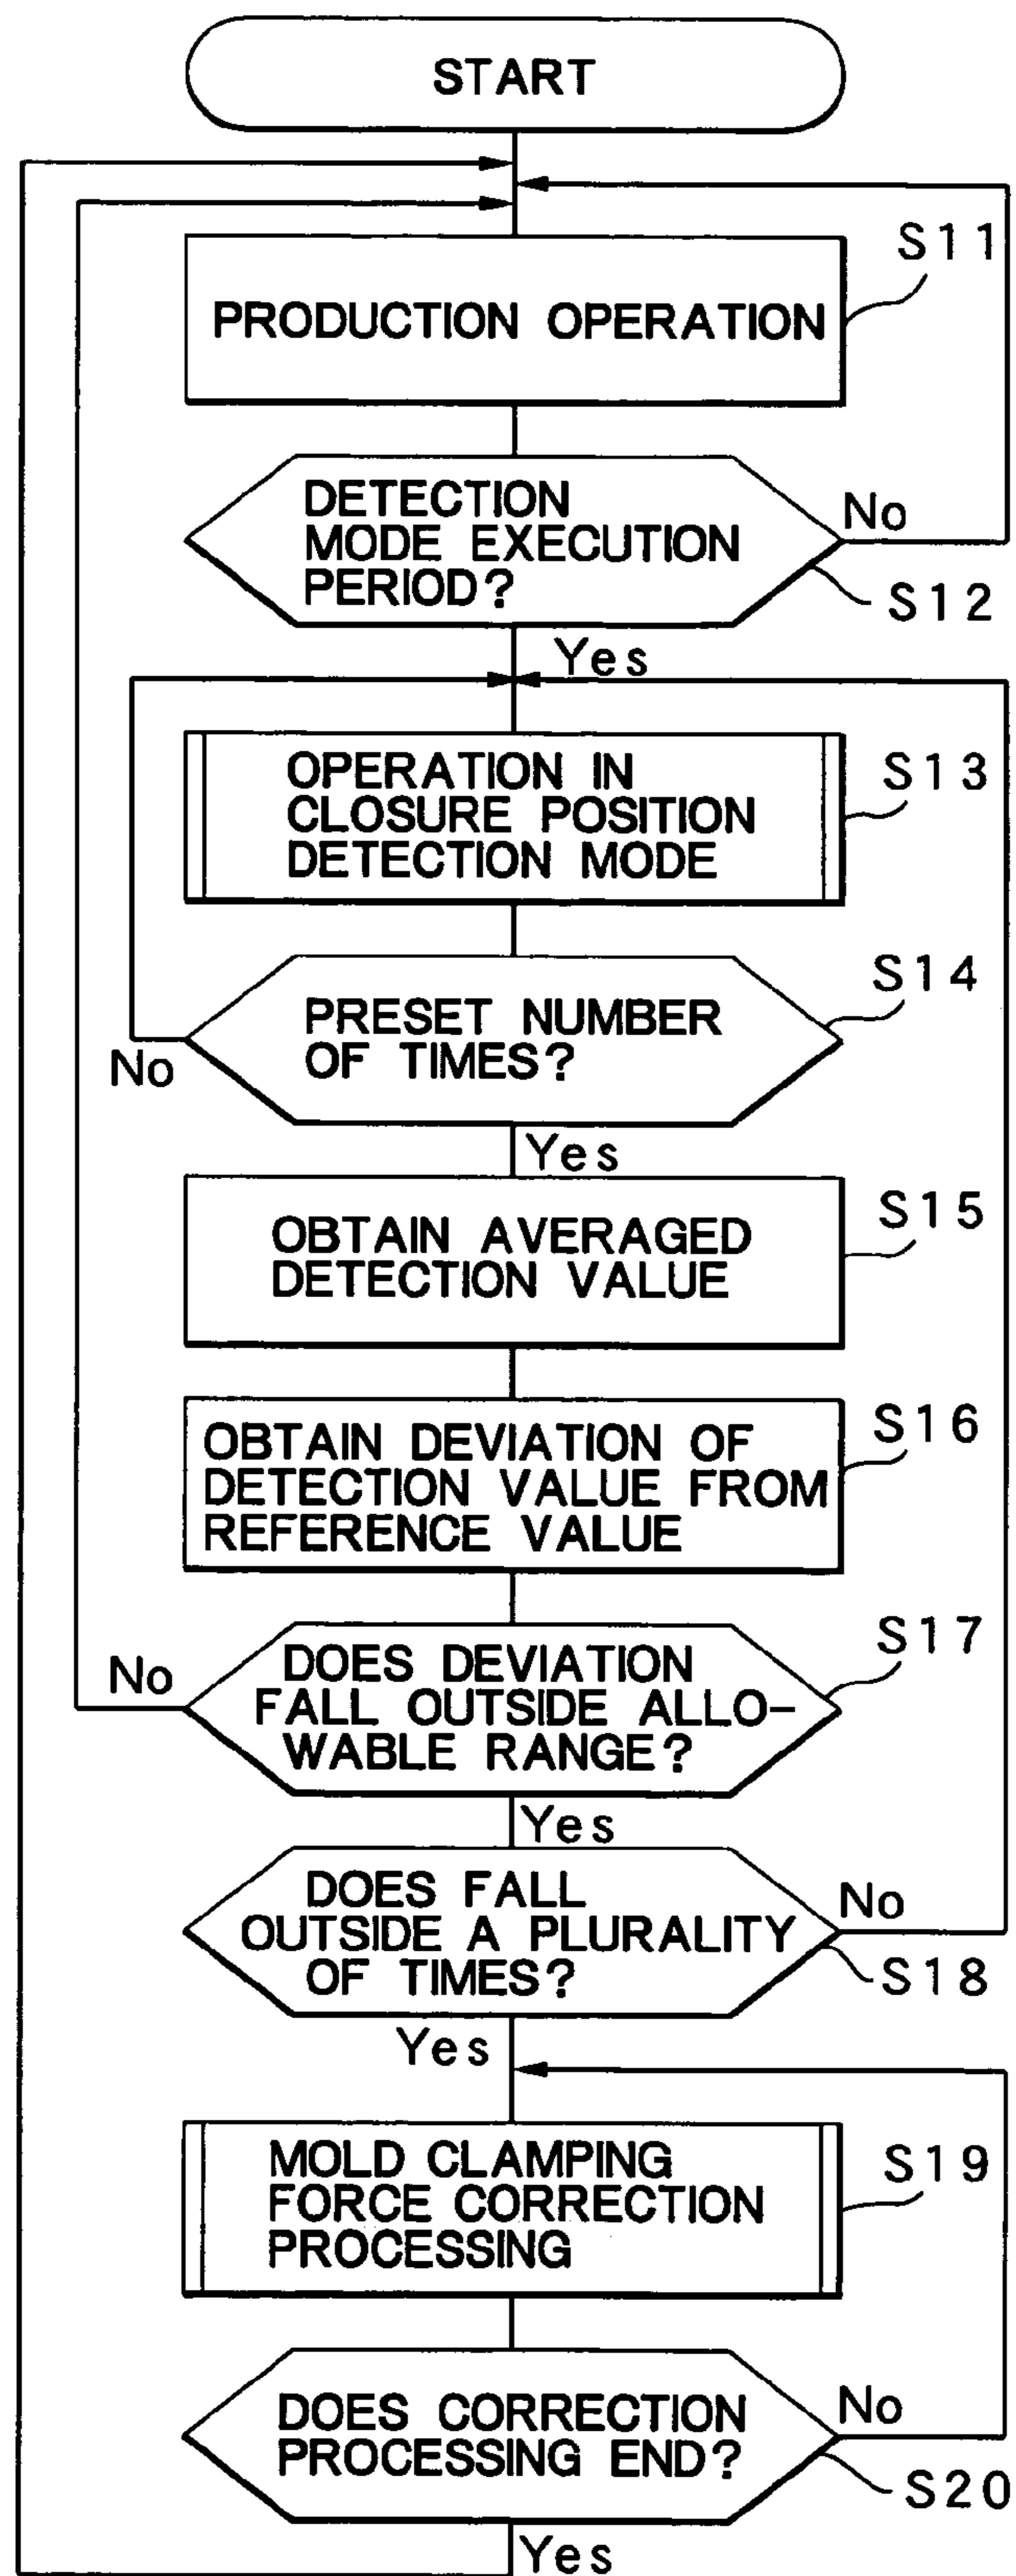 START
S11
PRODUCTION OPERATION
DETECTION
MODE EXECUTION
PERIOD?
No
S12
Yes
OPERATION IN
CLOSURE POSITION
DETECTION MODE
S13
S14
PRESET NUMBER
OF TIMES?
No
Yes
S15
OBTAIN AVERAGED
DETECTION VALUE
S16
OBTAIN DEVIATION OF
DETECTION VALUE FROM
REFERENCE VALUE
S17
No
DOES DEVIATION
FALL OUTSIDE ALLO-
WABLE RANGE?
Yes
DOES FALL
OUTSIDE A PLURALITY
OF TIMES?
No
S18
Yes
MOLD CLAMPING
FORCE CORRECTION
PROCESSING
S19
DOES CORRECTION
PROCESSING END?
No
S20
Yes